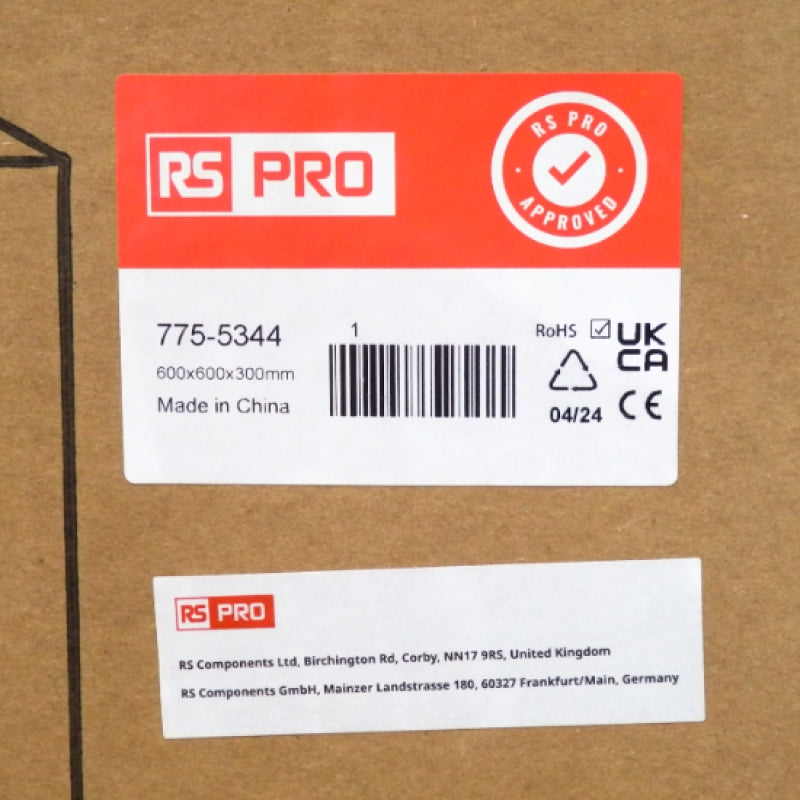 RS PRO
RS PRO
APPROVED
775-5344
600x600x300mm
Made in China
1
RoHS
UK
CA
04/24
CE
RS PRO
RS Components Ltd, Birchington Rd, Corby, NN17 9RS, United Kingdom
RS Components GmbH, Mainzer Landstrasse 180, 60327 Frankfurt/Main, Germany